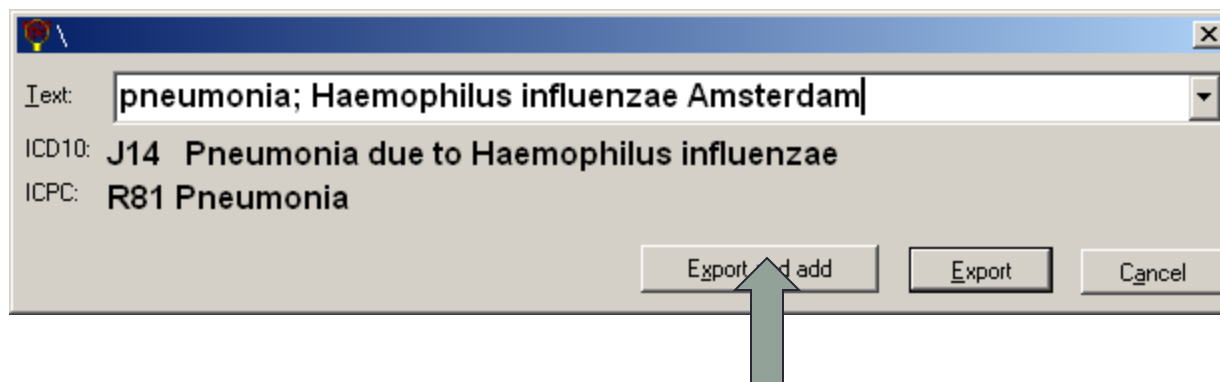 \
Text: pneumonia; Haemophilus influenzae Amsterdam
ICD10: J14 Pneumonia due to Haemophilus influenzae
ICPC: R81 Pneumonia
Export and add Export Cancel